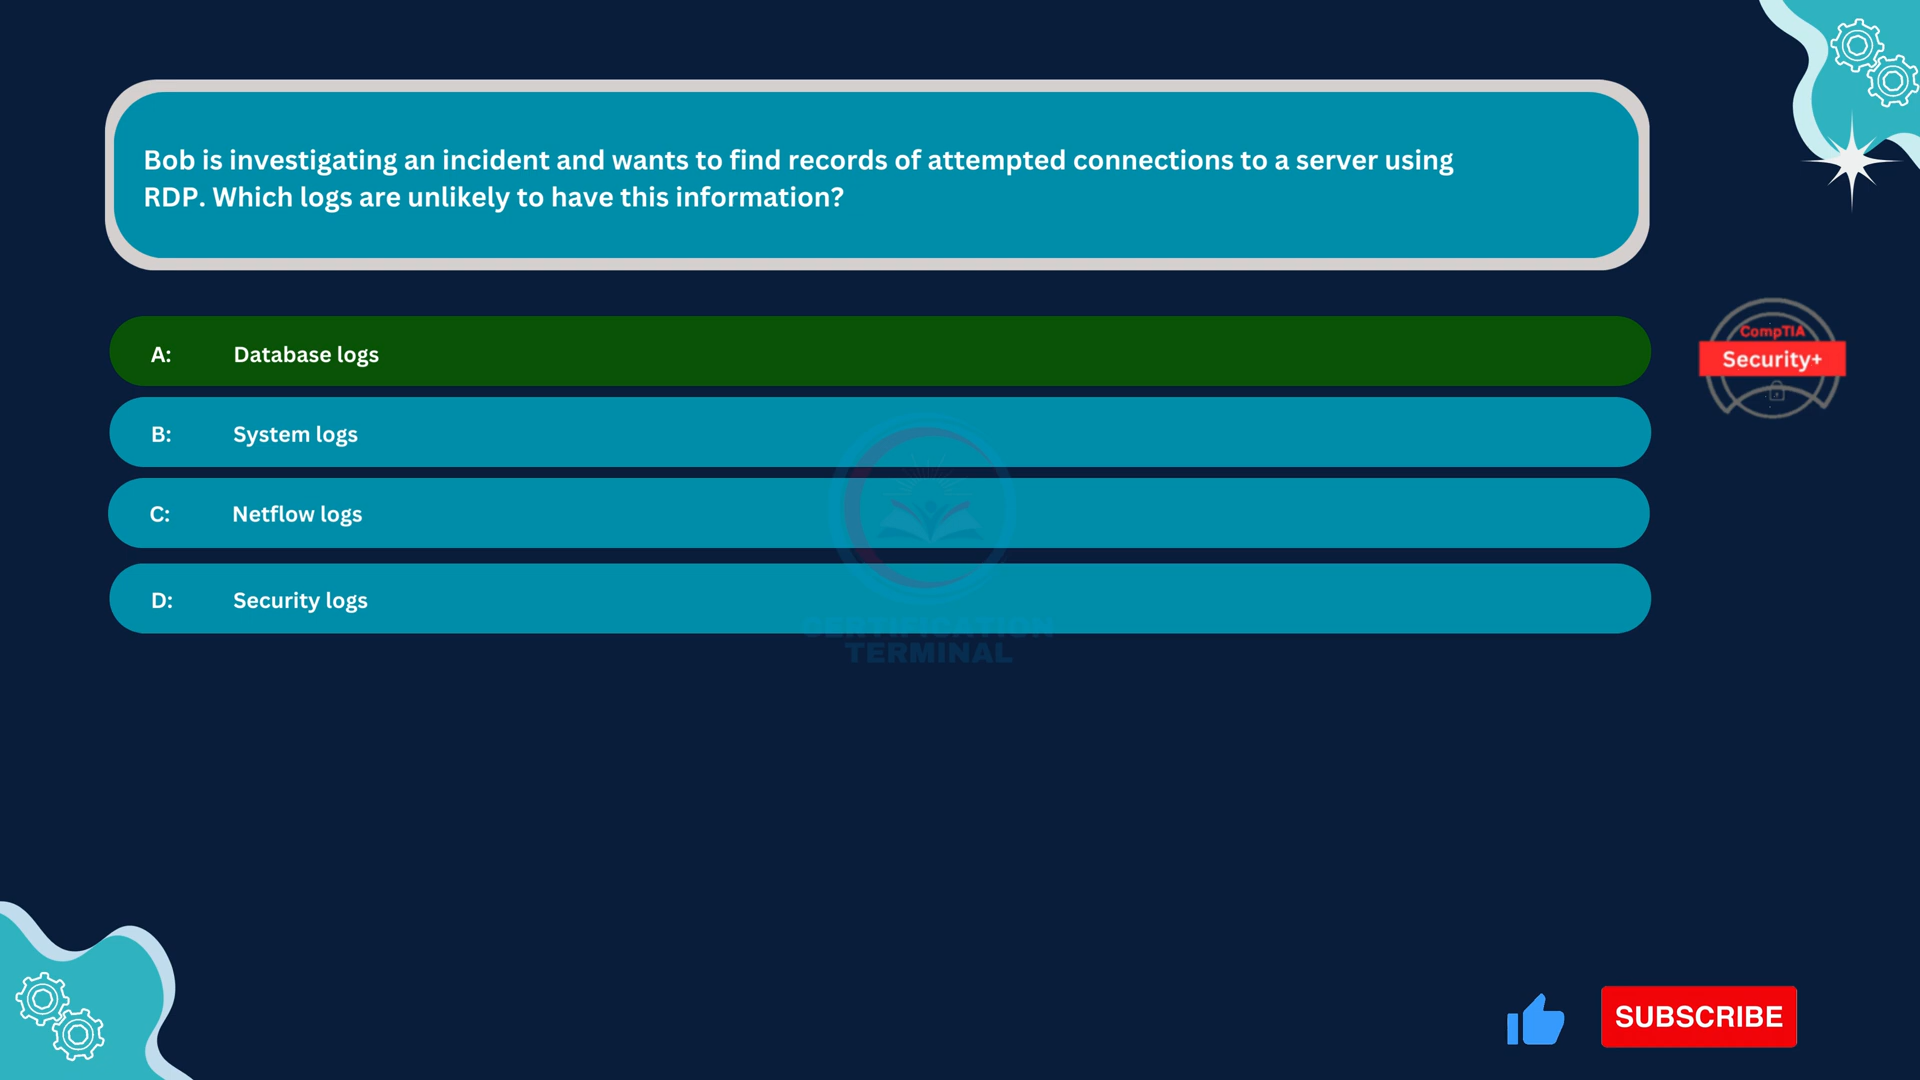 Bob is investigating an incident and wants to find records of attempted connections to a server using
RDP. Which logs are unlikely to have this information?
A: Database logs
CompTIA
Security+
B: System logs
C: Netflow logs
D: Security logs
CERTIFICATION
TERMINAL
SUBSCRIBE